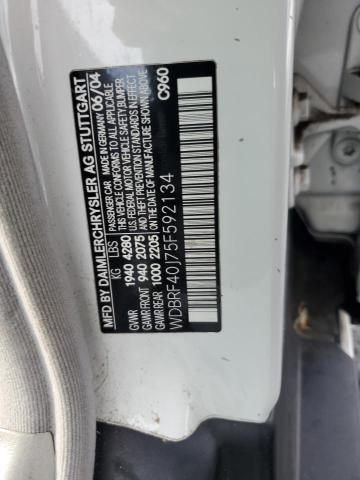 MFD BY DAIMLERCHRYSLER AG STUTTGART
PASSENGER CAR MADE IN GERMANY 06/04
KG LBS THIS VEHICLE CONFORMS TO ALL APPLICABLE
GVWR 1940 4280 U.S. FEDERAL MOTOR VEHICLE SAFETY, BUMPER
GAWR FRONT 940 2075 AND THEFT PREVENTION STANDARDS IN
GAWR REAR 1000 2205 EFFECT ON THE DATE OF MANUFACTURE SHOWN ABOVE
WDBRF40J75F592134 C960